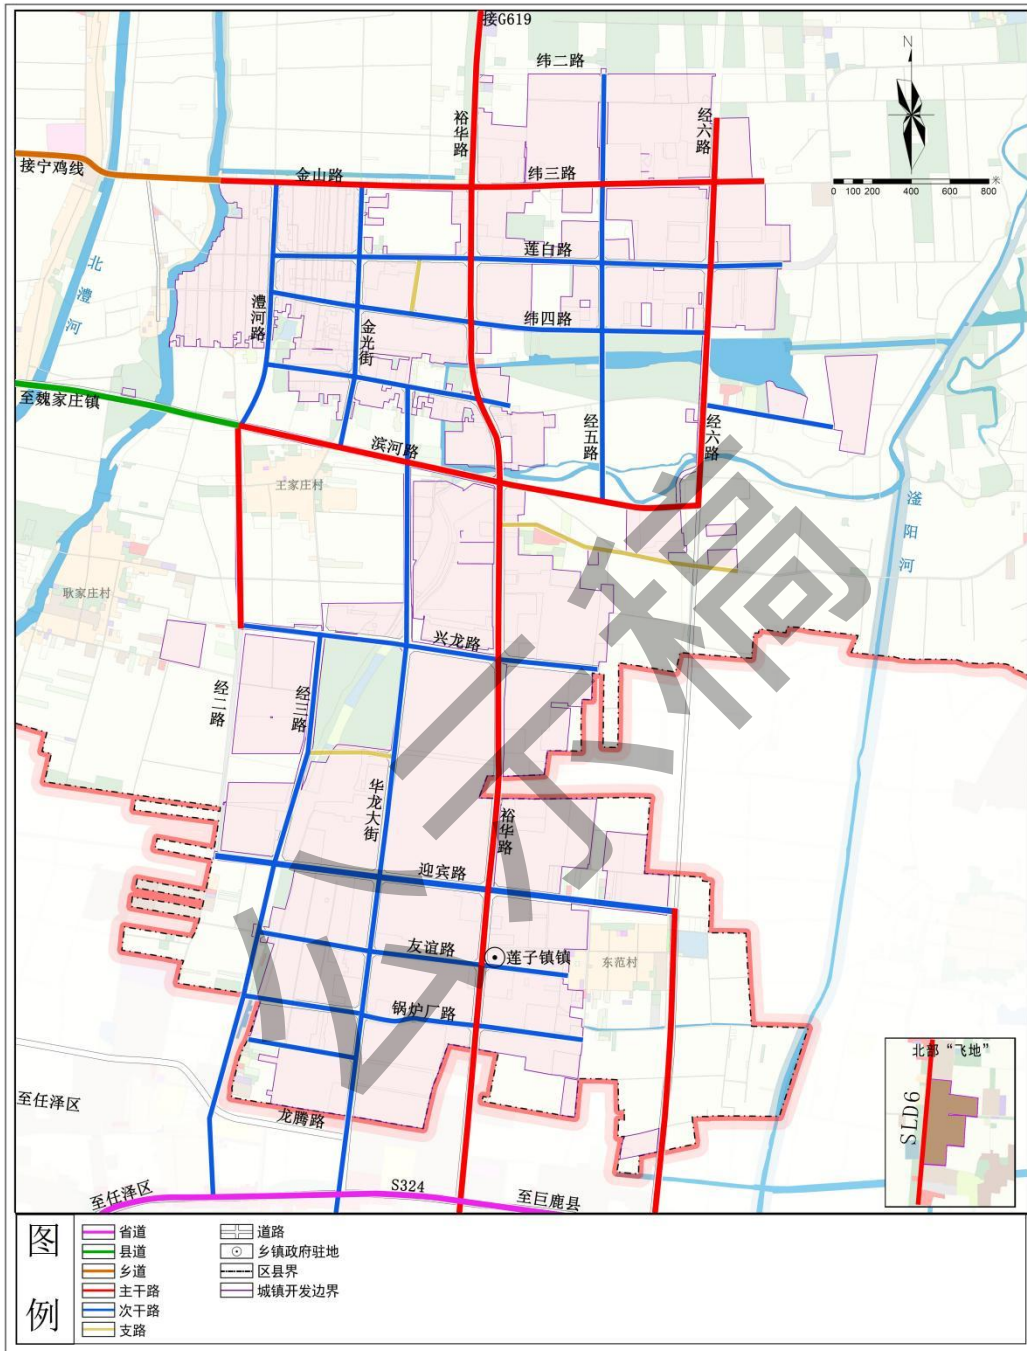 接G619
纬二路
N
裕华路
经六路
接宁鸡线
金山路
纬三路
米
0 100 200 400 600 800
莲白路
北澧河
澧河路
金光街
纬四路
至魏家庄镇
滨河路
经五路
经六路
王家庄村
滏阳河
耿家庄村
兴龙路
经二路
经三路
华龙大街
裕华路
迎宾路
友谊路
莲子镇镇
东范村
锅炉厂路
北部“飞地”
SLD6
至任泽区
龙腾路
至任泽区
S324
至巨鹿县
公示稿
图例
省道
县道
乡道
主干路
次干路
支路
道路
乡镇政府驻地
区县界
城镇开发边界